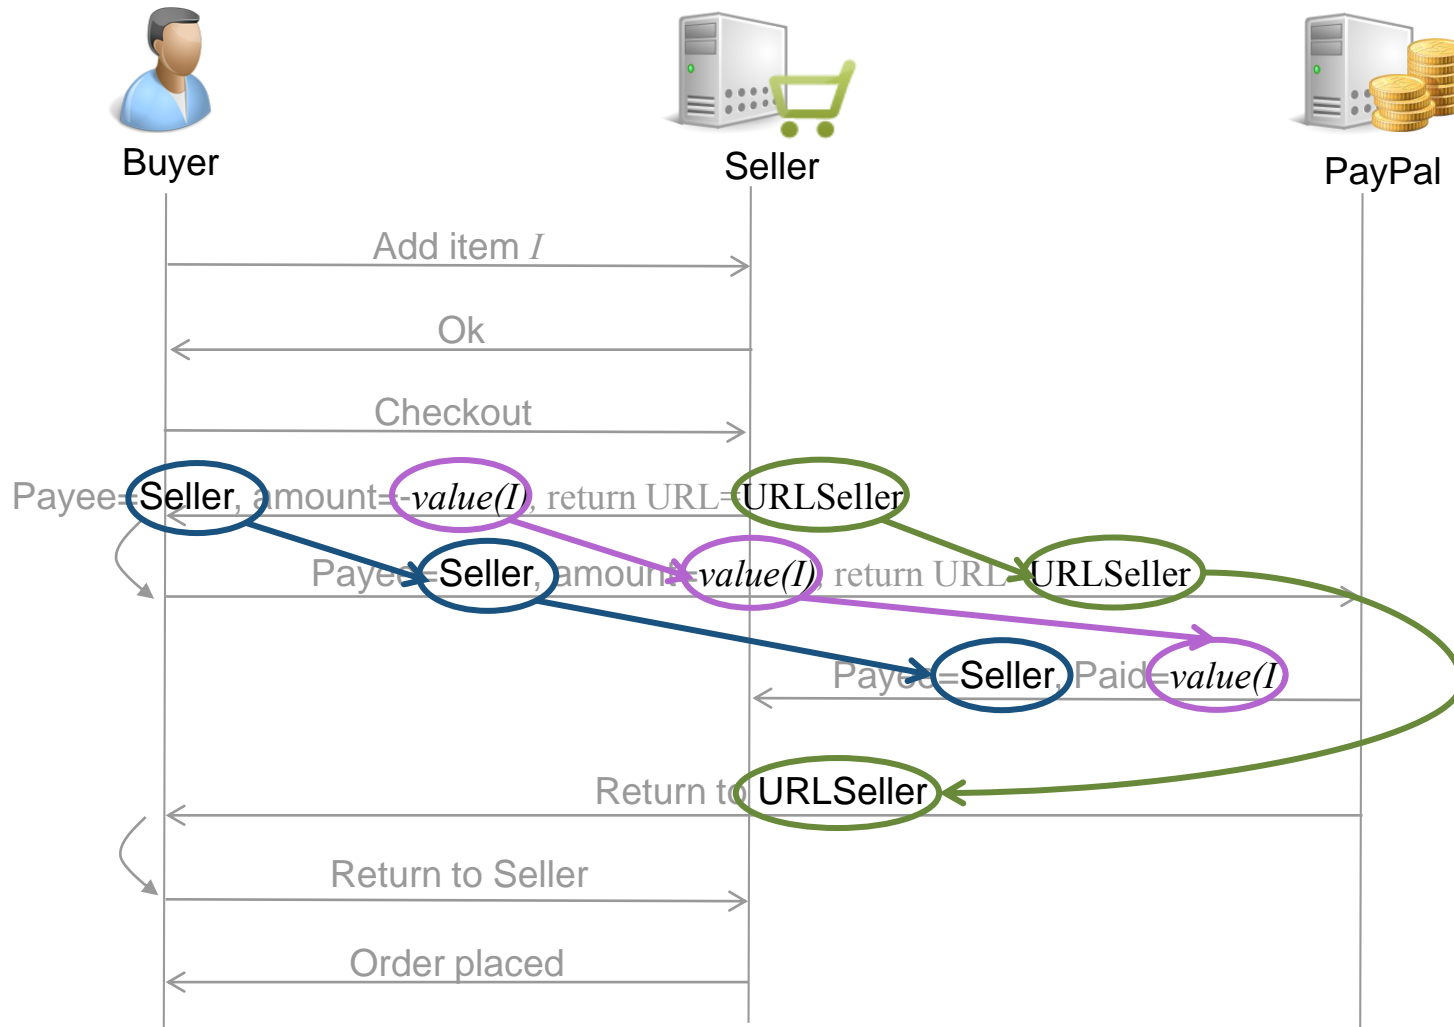 Buyer
Seller
PayPal
Add item I
Ok
Checkout
Payee=Seller, amount=-value(I), return URL=URLSeller
Payee=Seller, amount=value(I), return URL=URLSeller
Payee=Seller, Paid=value(I
Return to URLSeller
Return to Seller
Order placed